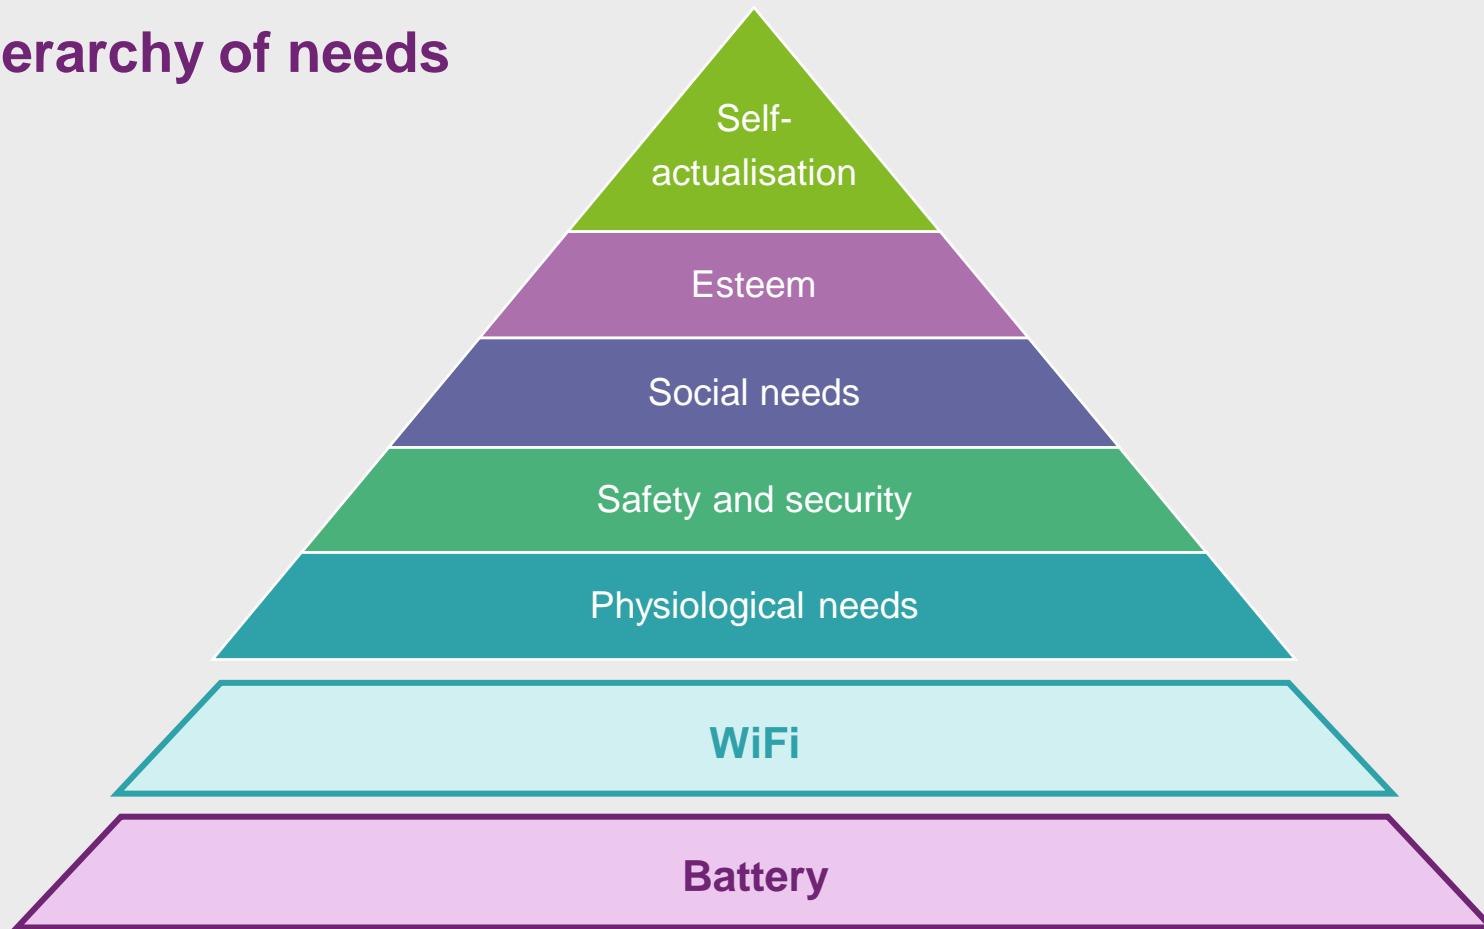 erarchy of needs
Self-
actualisation
Esteem
Social needs
Safety and security
Physiological needs
WiFi
Battery